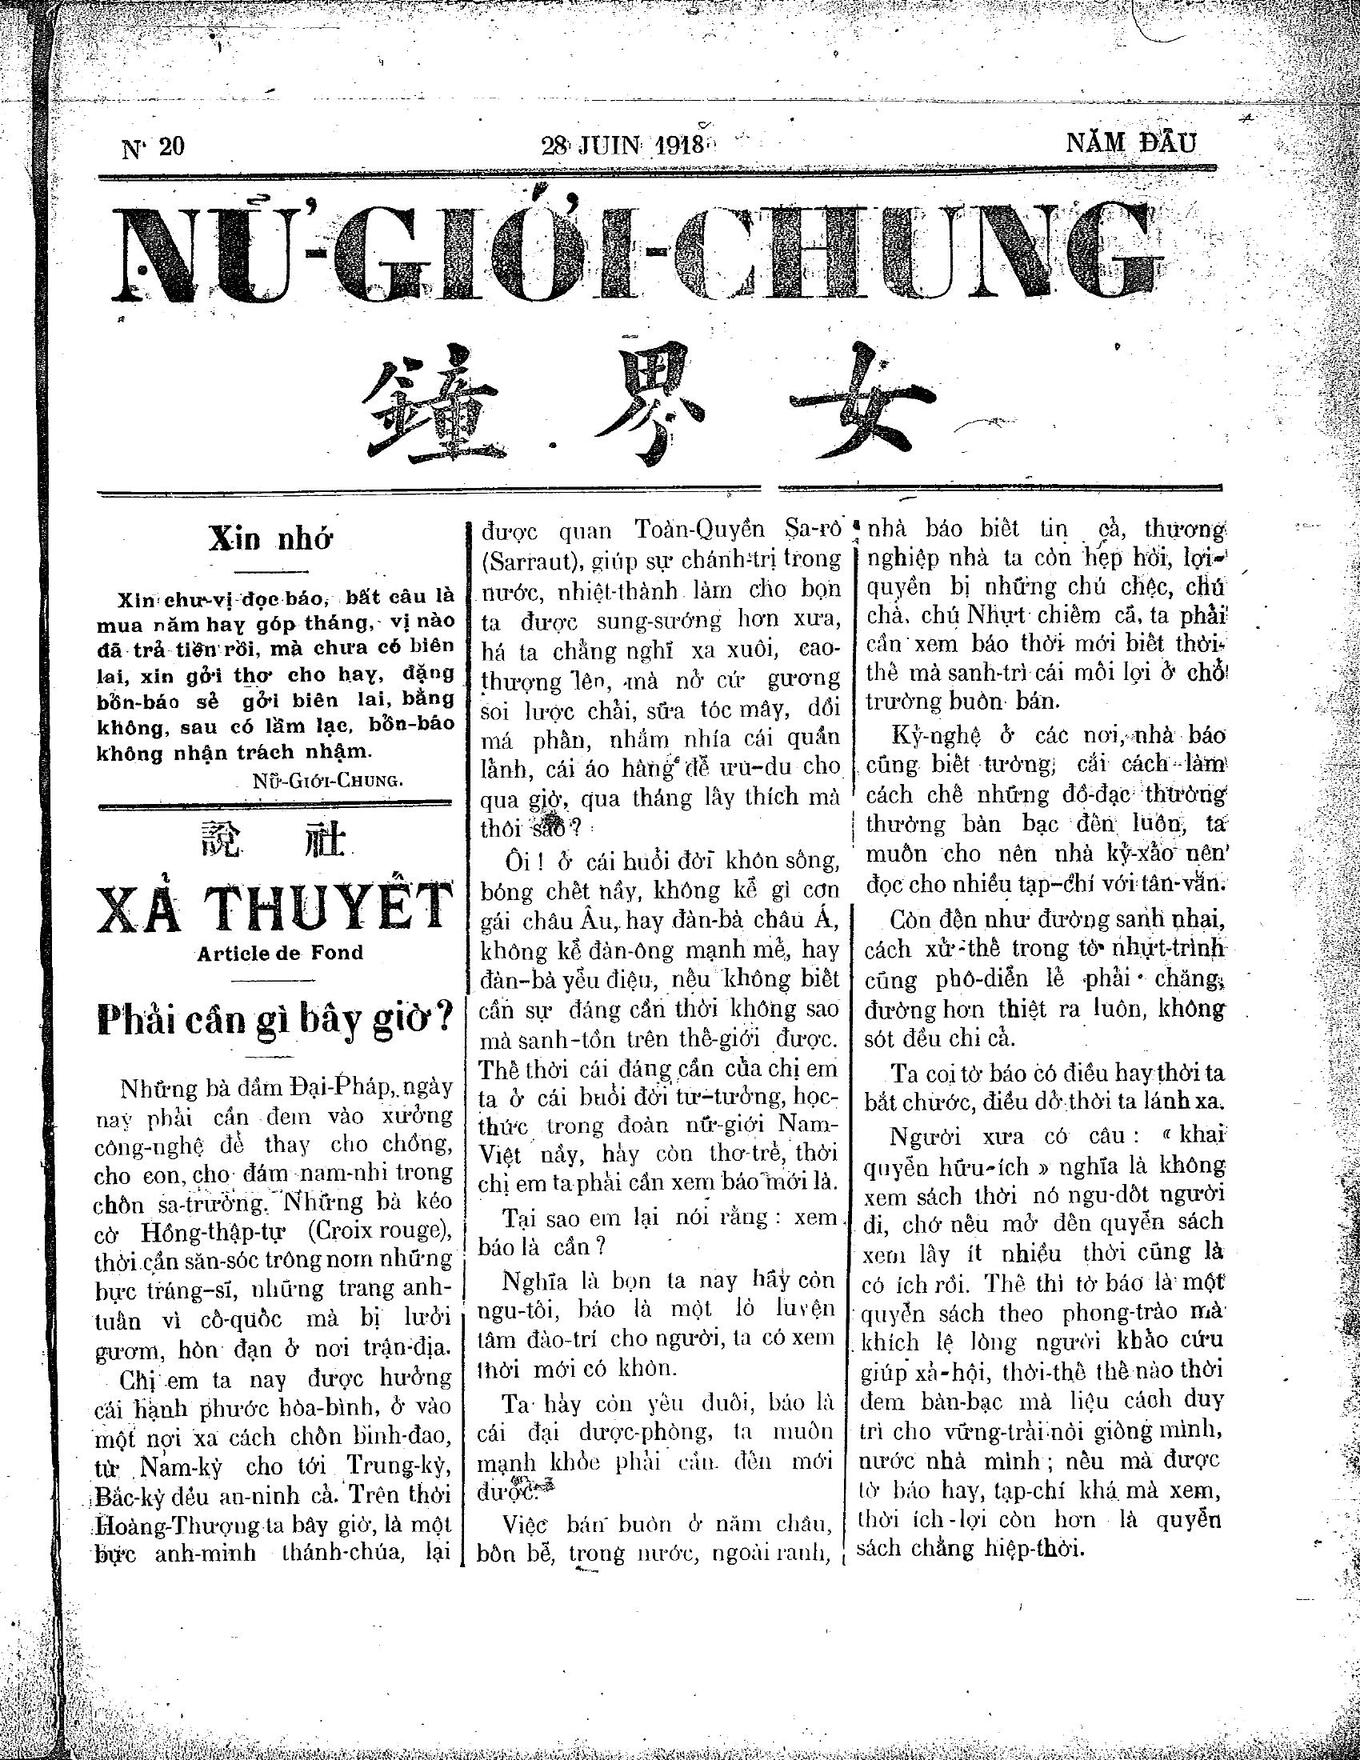 Nº 20
28 JUIN 1918
NĂM ĐẦU
NỮ-GIỚI-CHUNG
鐘界女
Xin nhớ
Xin chư-vị đọc báo, bất câu là
mua năm hay góp tháng, vị nào
đã trả tiền rồi, mà chưa có biên
lai, xin gởi thơ cho hay, đặng
bổn-báo sẻ gởi biên lai, bằng
không, sau có lầm lạc, bổn-báo
không nhận trách nhậm.
NỮ-GIỚI-CHUNG.
說社
XÃ THUYẾT
Article de Fond
Phải cần gì bây giờ?
Những bà đầm Đại-Pháp, ngày
nay phải cần đem vào xưởng
công-nghệ để thay cho chồng,
cho con, cho đám nam-nhi trong
chốn sa-trường. Những bà kéo
cờ Hồng-thập-tự (Croix rouge),
thời cần săn-sóc trông nom những
bực tráng-sĩ, những trang anh-
tuấn vì cố-quốc mà bị lưởi
gươm, hòn đạn ở nơi trận-địa.
Chị em ta nay được hưởng
cái hạnh phước hòa-bình, ở vào
một nơi xa cách chốn binh-đao,
từ Nam-kỳ cho tới Trung-kỳ,
Bắc-kỳ đều an-ninh cả. Trên thời
Hoàng-Thượng ta bây giờ, là một
bực anh-minh thánh-chúa, lại
được quan Toàn-Quyền Sa-rô
(Sarraut), giúp sự chánh-trị trong
nước, nhiệt-thành làm cho bọn
ta được sung-sướng hơn xưa,
há ta chẳng nghĩ xa xuôi, cao-
thượng lên, mà nở cứ gương
soi lược chải, sửa tóc mây, dồi
má phấn, nhắm nhía cái quần
lảnh, cái áo hàng để ưu-du cho
qua giờ, qua tháng lấy thích mà
thôi sao?
Ôi! ở cái buổi đời khôn sống,
bóng chết nầy, không kể gì con
gái châu Âu, hay đàn-bà châu Á,
không kể đàn-ông mạnh mẻ, hay
đàn-bà yếu điệu, nếu không biết
cần sự đáng cần thời không sao
mà sanh-tồn trên thế-giới được.
Thế thời cái đáng cần của chị em
ta ở cái buổi đời tư-tưởng, học-
thức trong đoàn nữ-giới Nam-
Việt nầy, hảy còn thơ-trẻ, thời
chị em ta phải cần xem báo mới là.
Tại sao em lại nói rằng: xem
báo là cần?
Nghĩa là bọn ta nay hảy còn
ngu-tối, báo là một lò luyện
tâm đào-trí cho người, ta có xem
thời mới có khôn.
Ta hảy còn yếu đuối, báo là
cái đại dược-phòng, ta muốn
mạnh khỏe phải cần đến mới
được.
Việc bán buôn ở năm châu,
bốn bể, trong nước, ngoài ranh,
nhà báo biết tin cả, thương
nghiệp nhà ta còn hẹp hòi, lợi-
quyền bị những chú chệc, chú
chà, chú Nhựt chiếm cả, ta phải
cần xem báo thời mới biết thời-
thế mà sanh-trì cái mối lợi ở chổ
trường buôn bán.
Kỷ-nghệ ở các nơi, nhà báo
cũng biết tường, cái cách làm
cách chế những đồ-đạc thường
thường bàn bạc đến luôn, ta
muốn cho nên nhà kỷ-xảo nên
đọc cho nhiều tạp-chí với tân-văn.
Còn đến như đường sanh nhai,
cách xử-thế trong tờ nhựt-trình
cũng phô-diễn lẻ phải chăng,
đường hơn thiệt ra luôn, không
sót đều chi cả.
Ta coi tờ báo có điều hay thời ta
bắt chước, điều dở thời ta lánh xa.
Người xưa có câu: « khai
quyển hữu-ích » nghĩa là không
xem sách thời nó ngu-dốt người
đi, chớ nếu mở đến quyển sách
xem lấy ít nhiều thời cũng là
có ích rồi. Thế thì tờ báo là một
quyển sách theo phong-trào mà
khích lệ lòng người khảo cứu
giúp xả-hội, thời-thế thế nào thời
đem bàn-bạc mà liệu cách duy
trì cho vững-trải nòi giống mình,
nước nhà mình; nếu mà được
tờ báo hay, tạp-chí khá mà xem,
thời ích-lợi còn hơn là quyển
sách chẳng hiệp-thời.